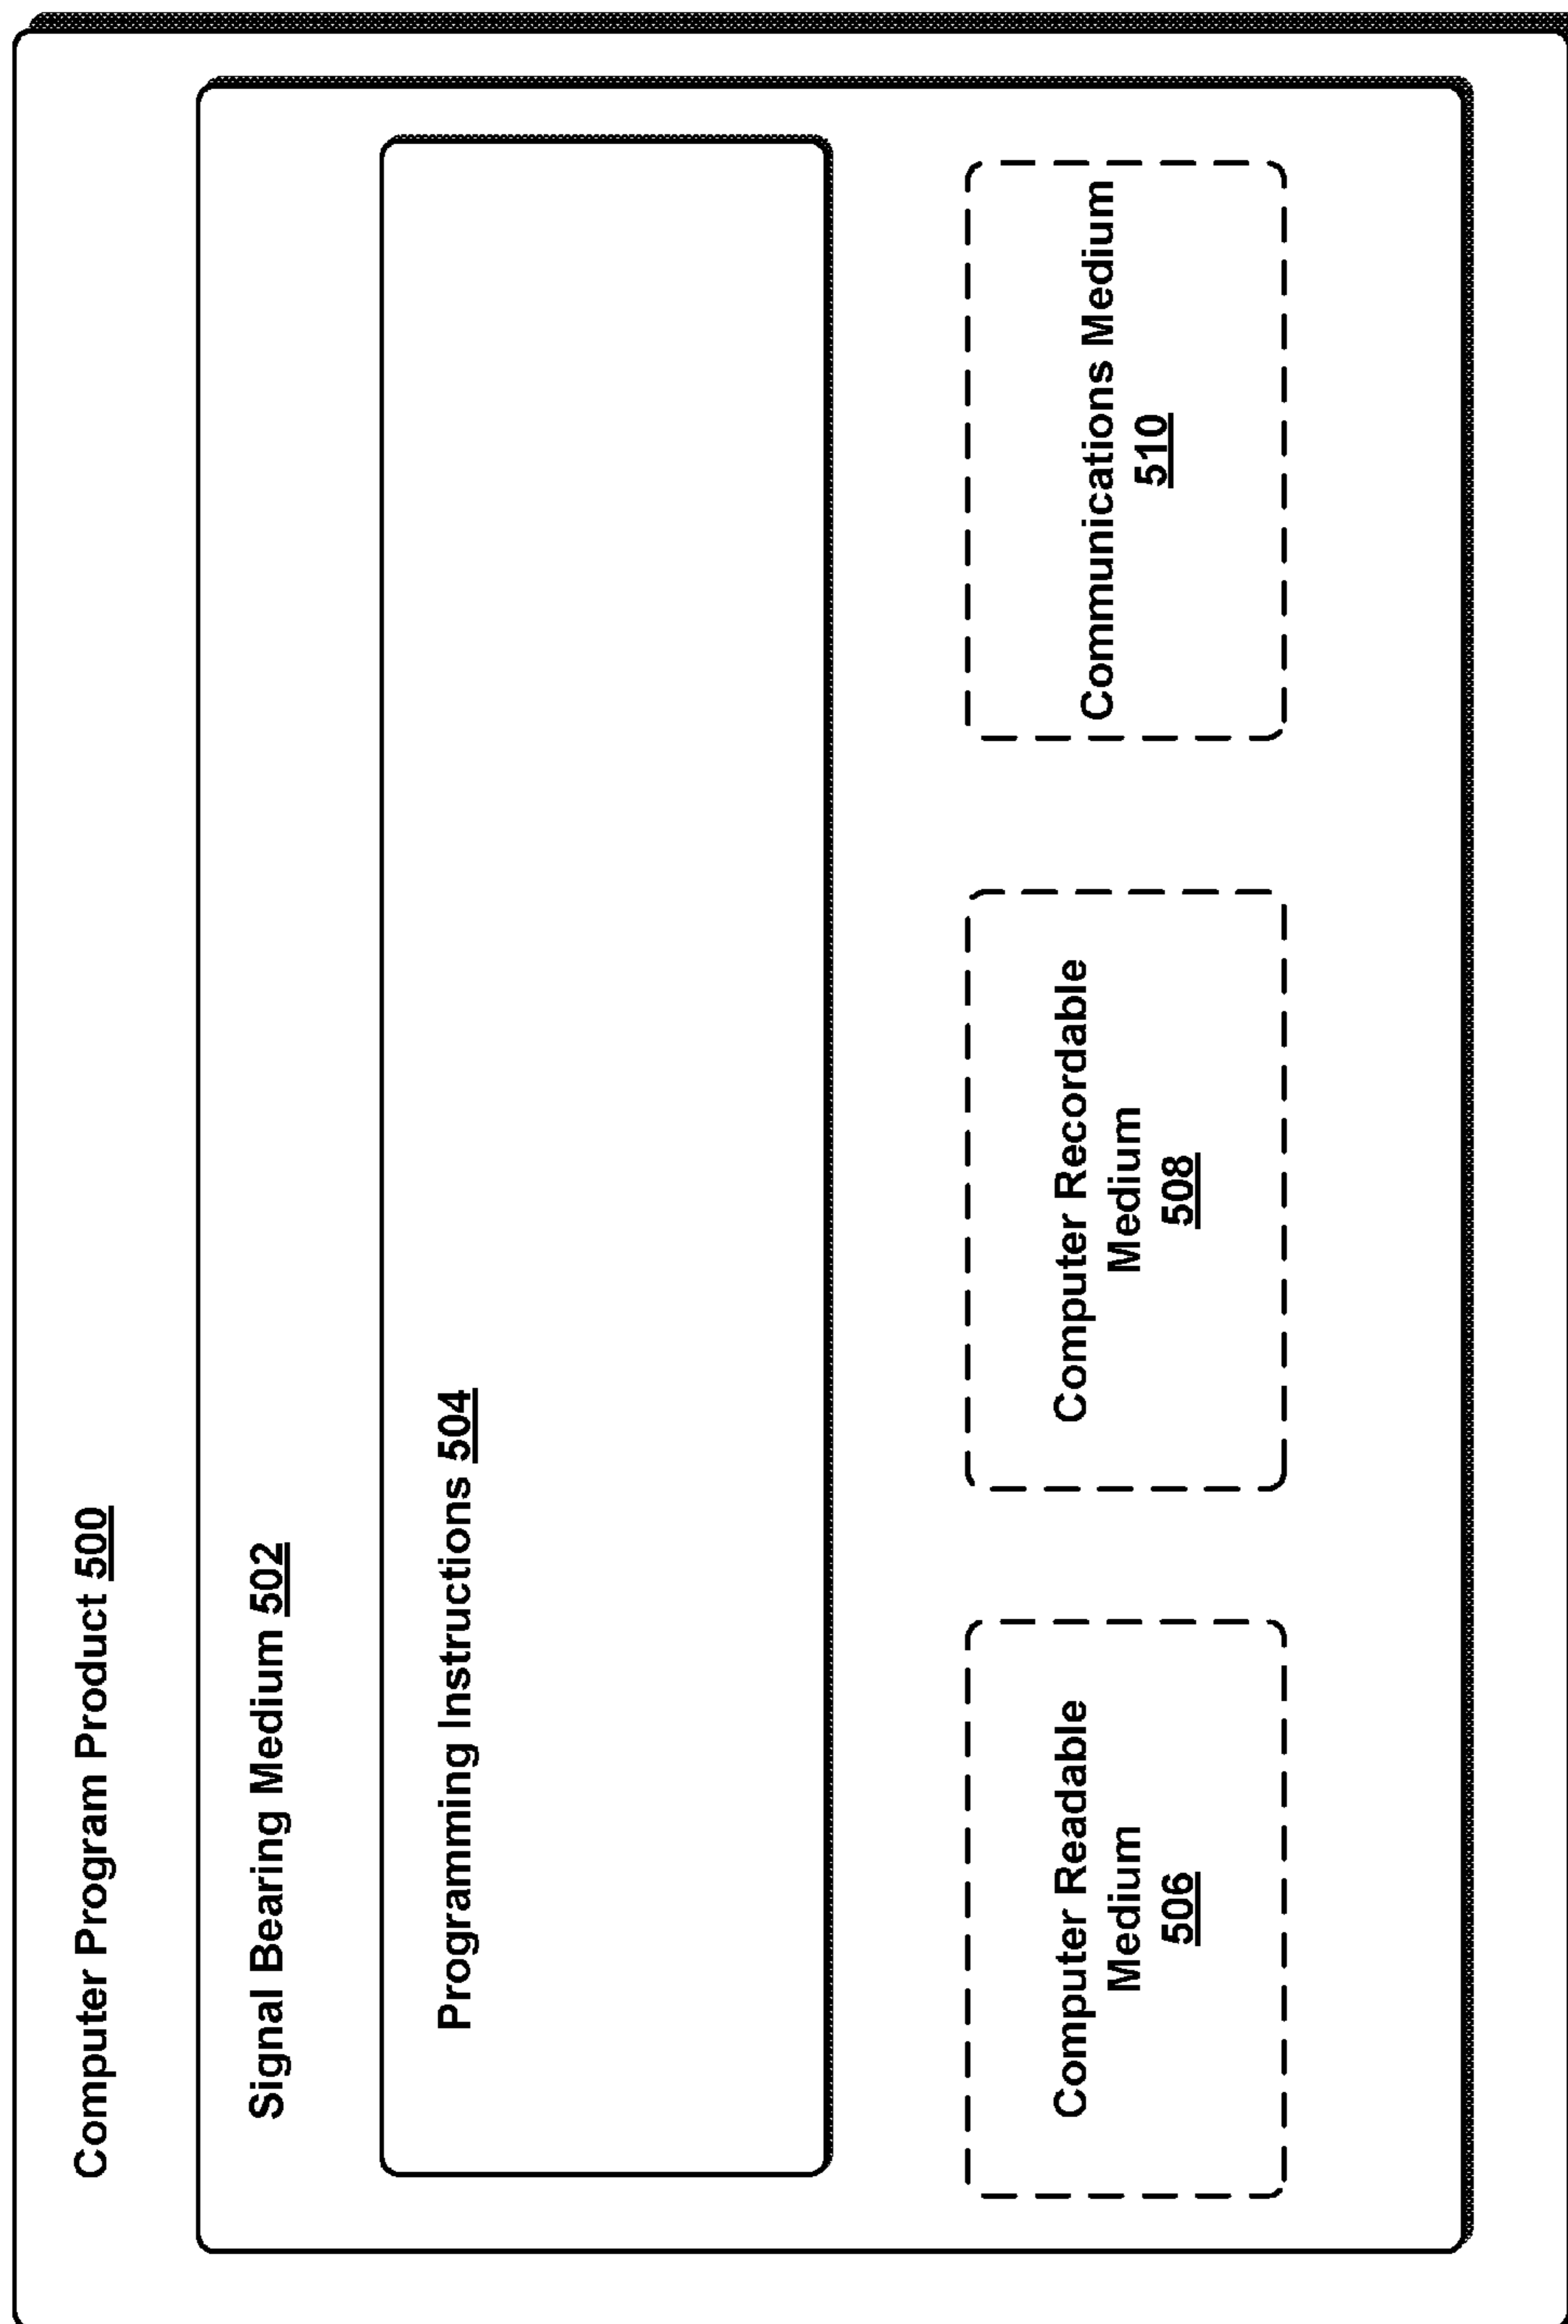 Computer Program Product 500
Signal Bearing Medium 502
Programming Instructions 504
Computer Readable
Medium
506
Computer Recordable
Medium
508
Communications Medium
510